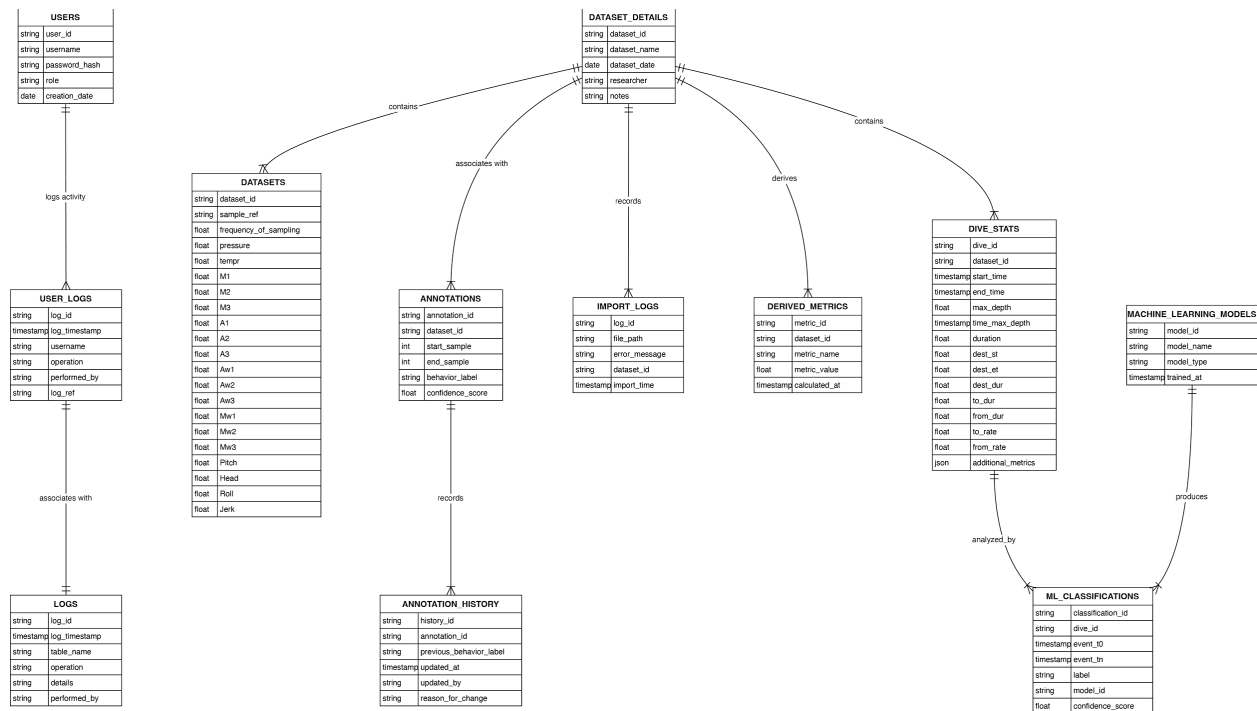 USERS
string user_id
string username
string password_hash
string role
date creation_date
DATASET_DETAILS
string dataset_id
string dataset_name
date dataset_date
string researcher
string notes
contains
associates with
records
derives
contains
logs activity
DATASETS
string dataset_id
string sample_ref
float frequency_of_sampling
float pressure
float tempr
float M1
float M2
float M3
float A1
float A2
float A3
float Aw1
float Aw2
float Aw3
float Mw1
float Mw2
float Mw3
float Pitch
float Head
float Roll
float Jerk
DIVE_STATS
string dive_id
string dataset_id
timestamp start_time
timestamp end_time
float max_depth
timestamp time_max_depth
float duration
float dest_st
float dest_et
float dest_dur
float to_dur
float from_dur
float to_rate
float from_rate
json additional_metrics
USER_LOGS
string log_id
timestamp log_timestamp
string username
string operation
string performed_by
string log_ref
ANNOTATIONS
string annotation_id
string dataset_id
int start_sample
int end_sample
string behavior_label
float confidence_score
IMPORT_LOGS
string log_id
string file_path
string error_message
string dataset_id
timestamp import_time
DERIVED_METRICS
string metric_id
string dataset_id
string metric_name
float metric_value
timestamp calculated_at
MACHINE_LEARNING_MODELS
string model_id
string model_name
string model_type
timestamp trained_at
associates with
records
analyzed_by
produces
LOGS
string log_id
timestamp log_timestamp
string table_name
string operation
string details
string performed_by
ANNOTATION_HISTORY
string history_id
string annotation_id
string previous_behavior_label
timestamp updated_at
string updated_by
string reason_for_change
ML_CLASSIFICATIONS
string classification_id
string dive_id
timestamp event_t0
timestamp event_tn
string label
string model_id
float confidence_score